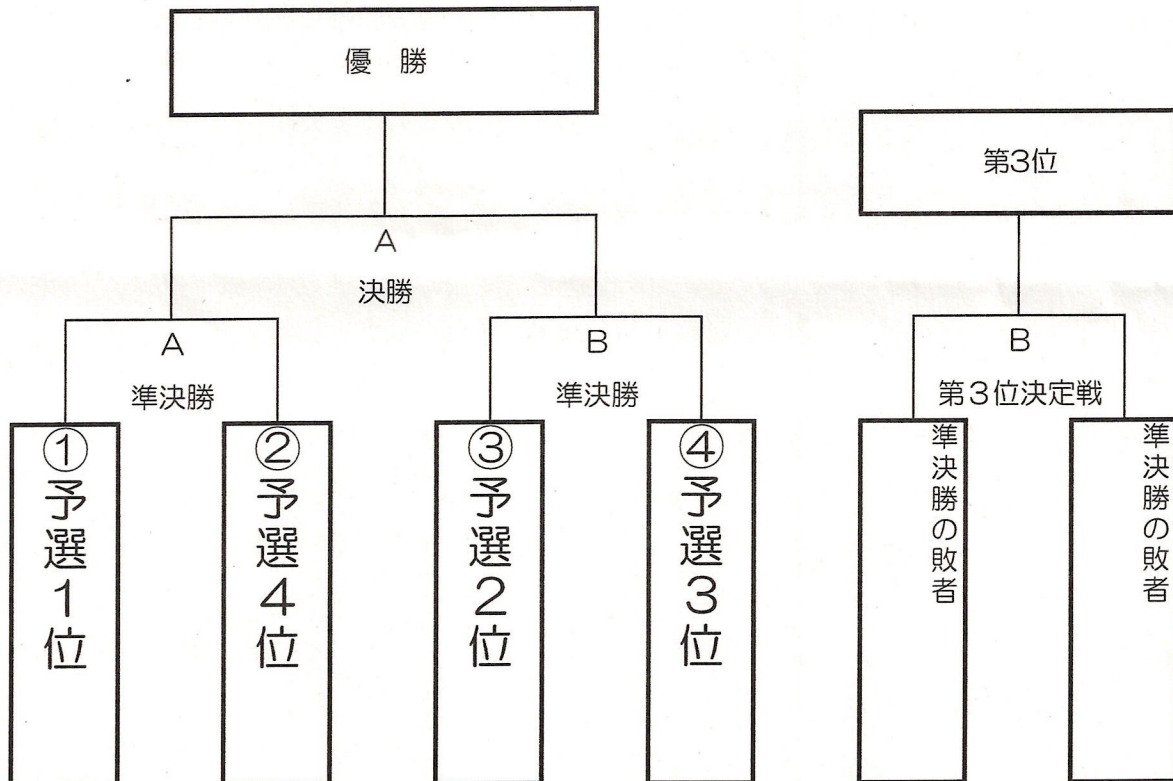 優 勝
第3位
A
決勝
A
準決勝
B
準決勝
B
第3位決定戦
①予選1位
②予選4位
③予選2位
④予選3位
準決勝の敗者
準決勝の敗者